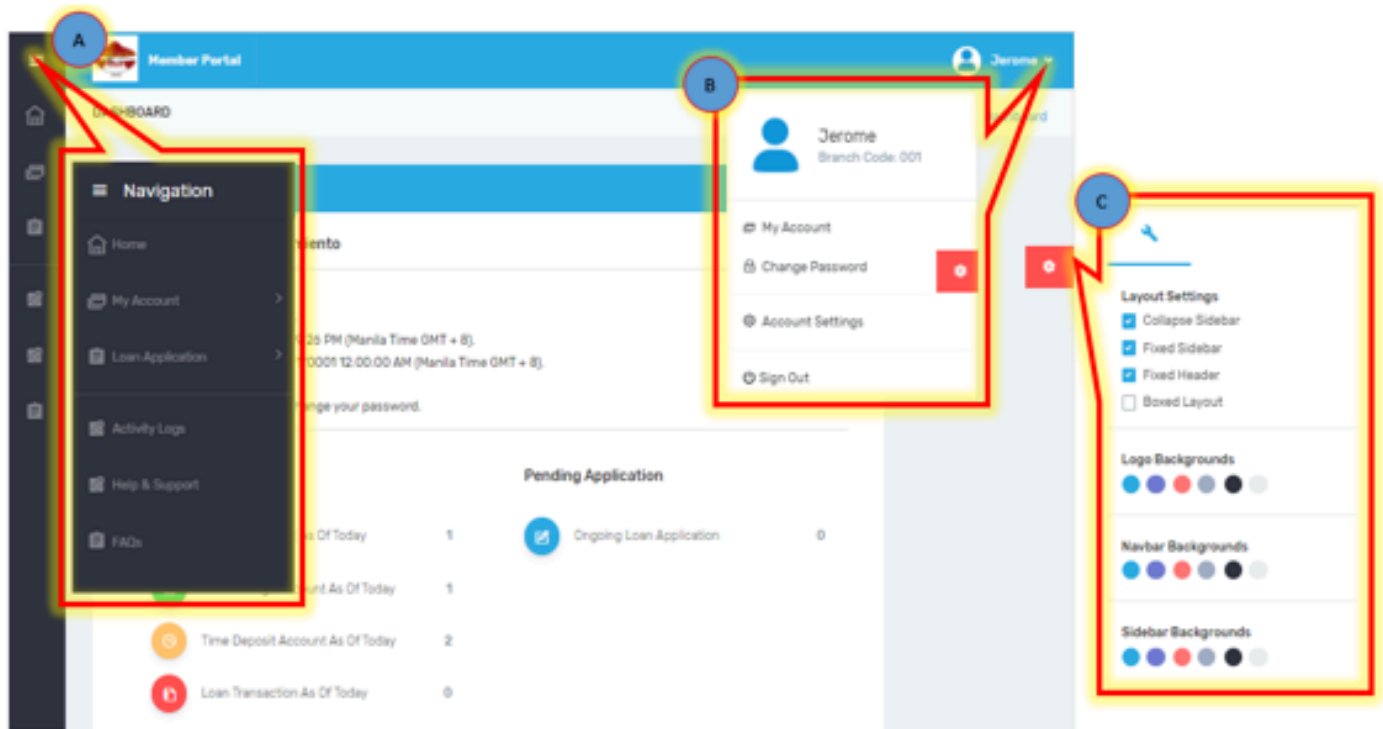 A
Member Portal
Jerome
B
DASHBOARD
Jerome
Branch Code: 001
C
Navigation
Home
My Account
My Account
Change Password
Layout Settings
Collapse Sidebar
Loan Application
26 PM (Manila Time GMT + 8).
Account Settings
Fixed Sidebar
0001 12:00:00 AM (Manila Time GMT + 8).
Fixed Header
Sign Out
Boxed Layout
your password.
Activity Logs
Pending Application
Logo Backgrounds
Help & Support
As Of Today 1
Ongoing Loan Application 0
FAQs
Navbar Backgrounds
As Of Today 1
Time Deposit Account As Of Today 2
Sidebar Backgrounds
Loan Transaction As Of Today 0